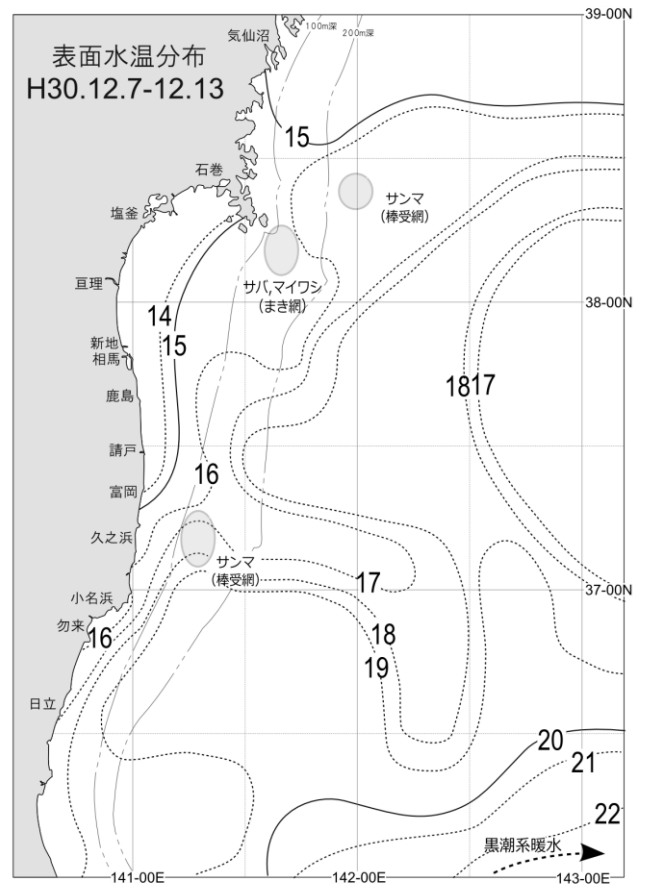 39-00N
気仙沼
100m深
200m深
表面水温分布
H30.12.7-12.13
15
石巻
サンマ
(棒受網)
塩釜
サバ,マイワシ
(まき網)
亘理
38-00N
14
15
新地
相馬
18
17
鹿島
請戸
16
富岡
久之浜
サンマ
(棒受網)
17
37-00N
小名浜
勿来
16
18
19
日立
20
21
22
黒潮系暖水
141-00E
142-00E
143-00E